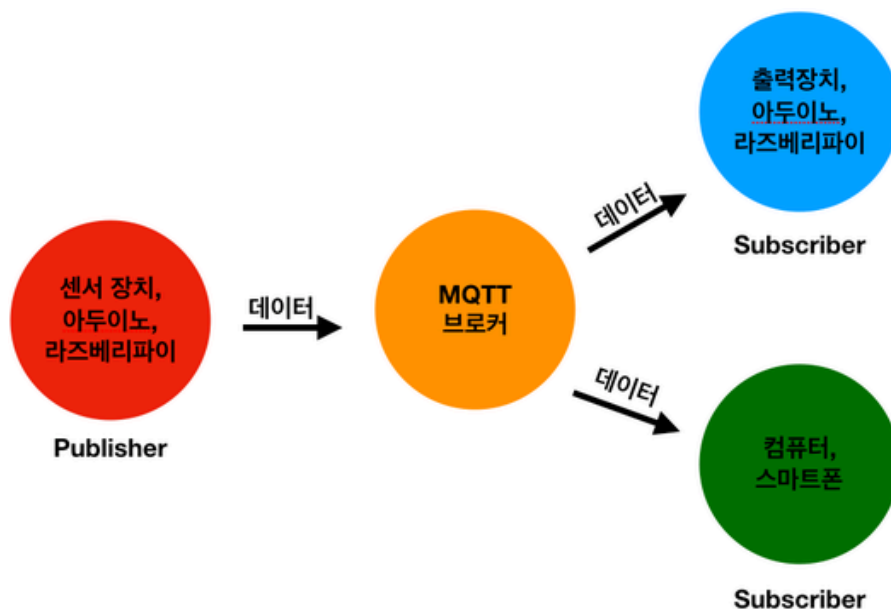 센서 장치,
아두이노,
라즈베리파이
Publisher
데이터
MQTT
브로커
데이터
출력장치,
아두이노,
라즈베리파이
Subscriber
데이터
컴퓨터,
스마트폰
Subscriber